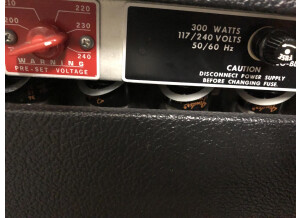 210
220
230
240
WARNING
PRE-SET VOLTAGE
300 WATTS
117/240 VOLTS
50/60 Hz
CAUTION
DISCONNECT POWER SUPPLY
BEFORE CHANGING FUSE.